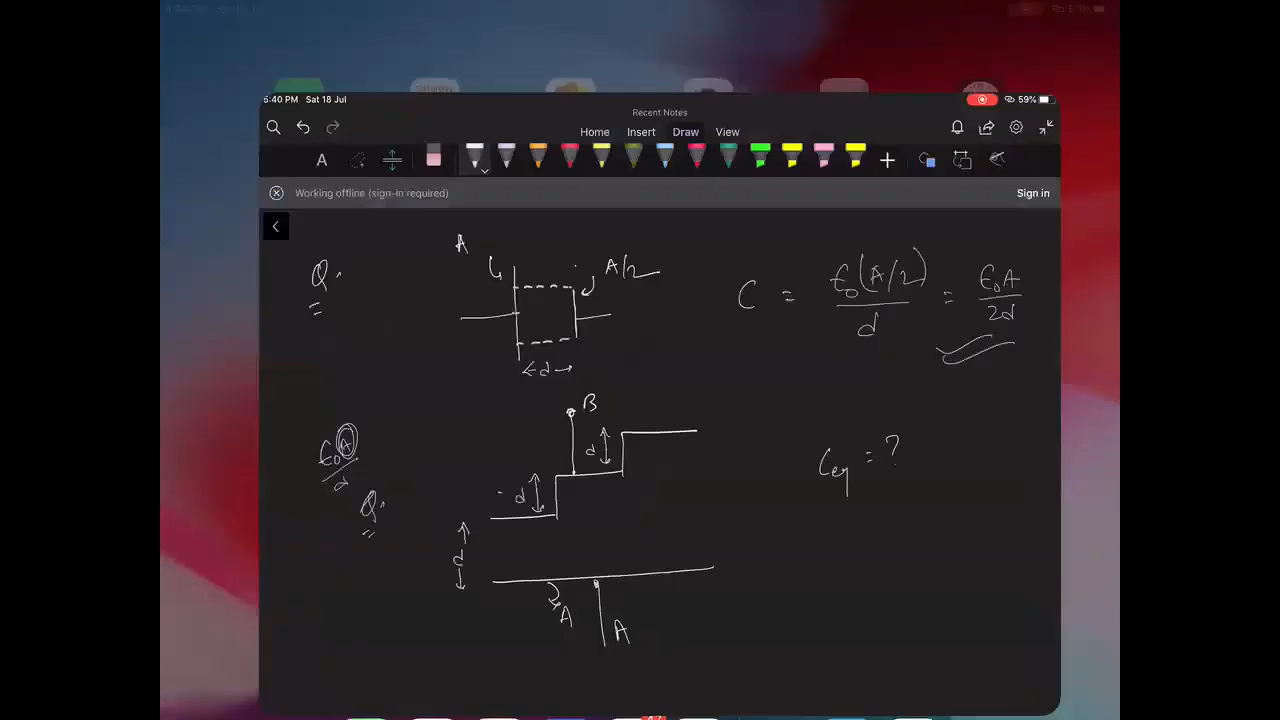 5:40 PM Sat 18 Jul
59%
Recent Notes
Home Insert Draw View
A
Working offline (sign-in required)
Sign in
Q.
A
A/2
d
C = ε₀(A/2)/d = ε₀A/2d
B
d
d
ε₀A/d
Q.
d
Ceq = ?
A
A